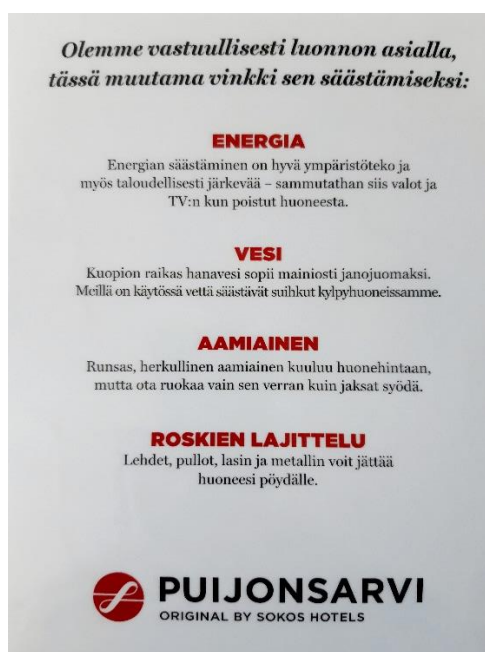 Olemme vastuullisesti luonnon asialla,
tässä muutama vinkki sen säästämiseksi:
ENERGIA
Energian säästäminen on hyvä ympäristöteko ja
myös taloudellisesti järkevää – sammutathan siis valot ja
TV:n kun poistut huoneesta.
VESI
Kuopion raikas hanavesi sopii mainiosti janojuomaksi.
Meillä on käytössä vettä säästävät suihkut kylpyhuoneissamme.
AAMIAINEN
Runsas, herkullinen aamiainen kuuluu huonehintaan,
mutta ota ruokaa vain sen verran kuin jaksat syödä.
ROSKIEN LAJITTELU
Lehdet, pullot, lasin ja metallin voit jättää
huoneesi pöydälle.
PUIJONSARVI
ORIGINAL BY SOKOS HOTELS